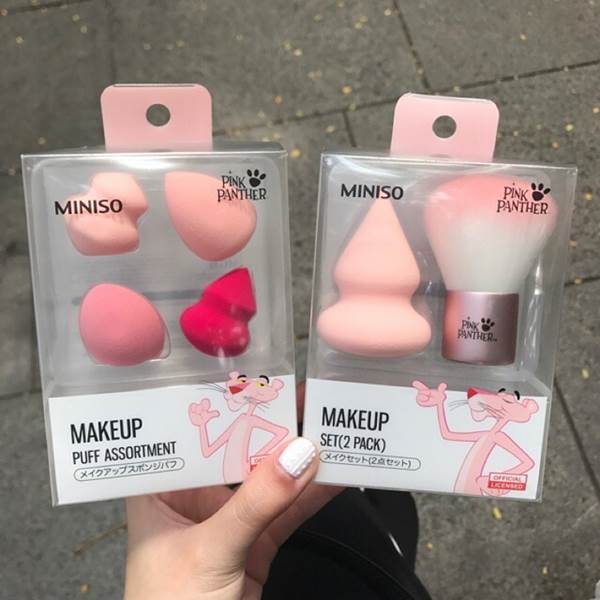 MINISO
PINK
PANTHER
MAKEUP
PUFF ASSORTMENT
メイクアップスポンジパフ
MINISO
PINK
PANTHER
PINK
PANTHER
MAKEUP
SET(2 PACK)
メイクセット(2点セット)
OFFICIAL
LICENSED